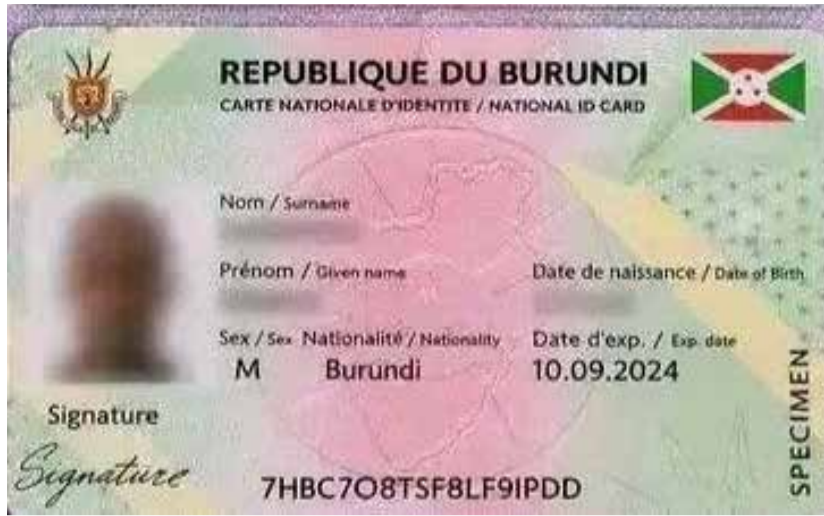 REPUBLIQUE DU BURUNDI
CARTE NATIONALE D'IDENTITE / NATIONAL ID CARD
Nom / Surname
Prénom / Given name
Date de naissance / Date of Birth
Sex / Sex Nationalité / Nationality
Date d'exp. / Exp. date
M Burundi
10.09.2024
Signature
Signature
7HBC7O8TSF8LF9IPDD
SPECIMEN